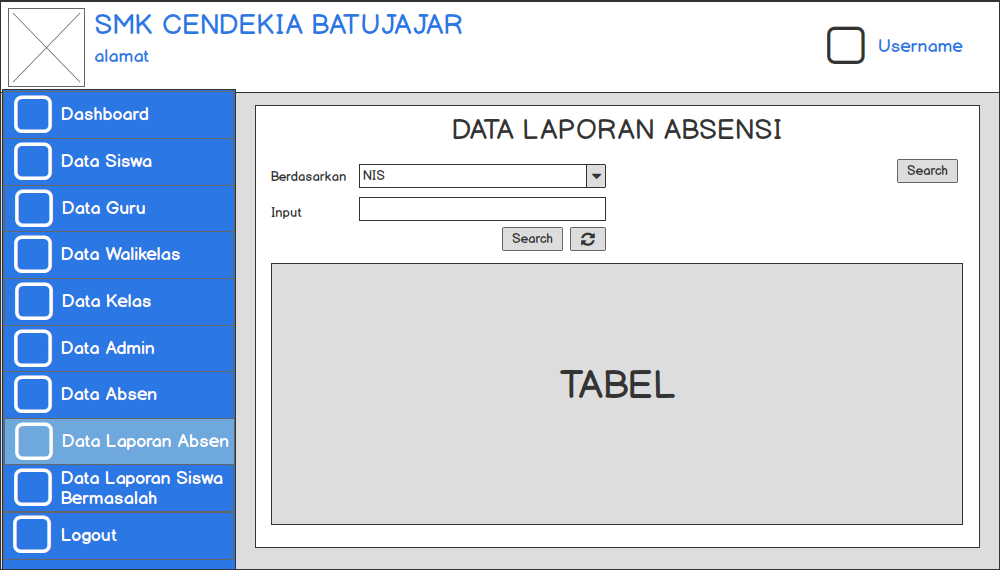 SMK CENDEKIA BATUJAJAR
alamat
Username
Dashboard
Data Siswa
Data Guru
Data Walikelas
Data Kelas
Data Admin
Data Absen
Data Laporan Absen
Data Laporan Siswa
Bermasalah
Logout
DATA LAPORAN ABSENSI
Berdasarkan NIS
Search
Input
Search
TABEL